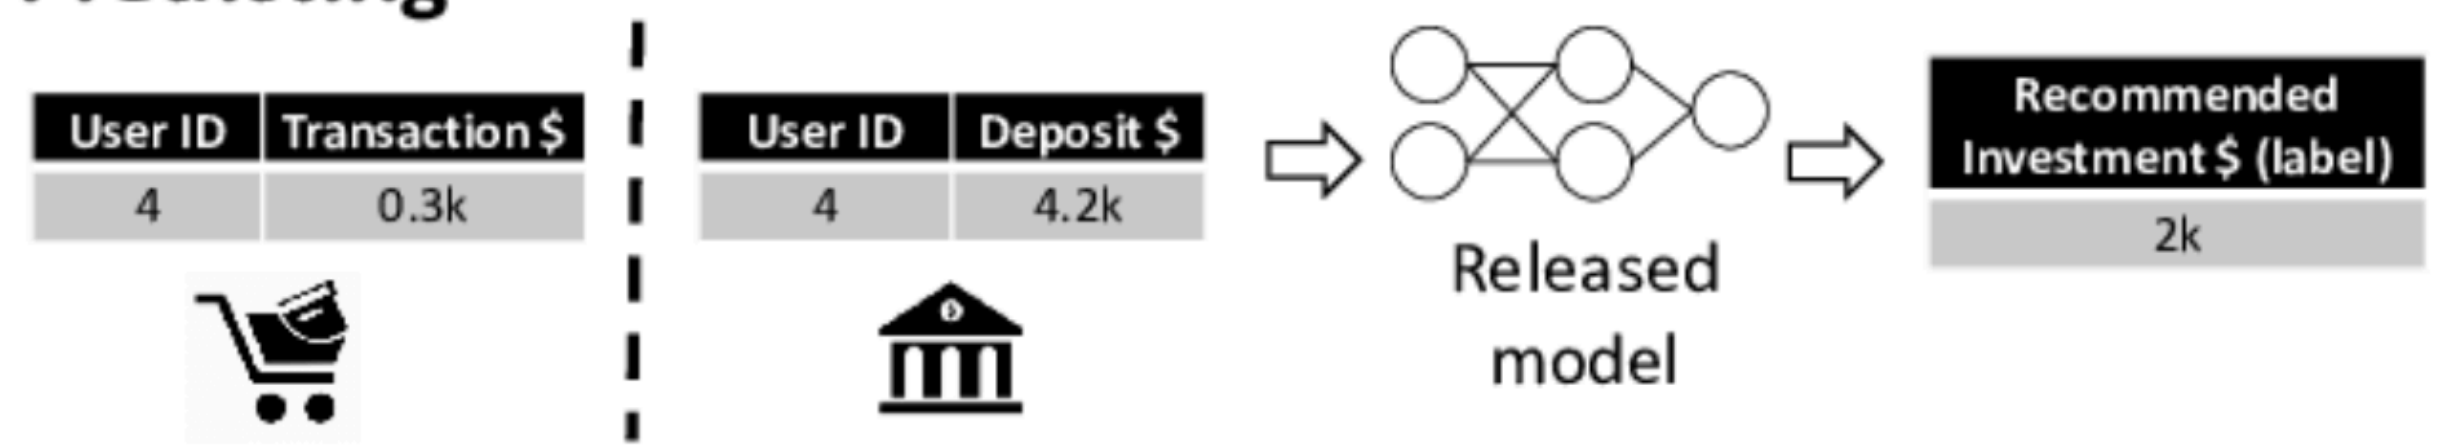 User ID Transaction $
4 0.3k
User ID Deposit $
4 4.2k
Released
model
Recommended
Investment $ (label)
2k